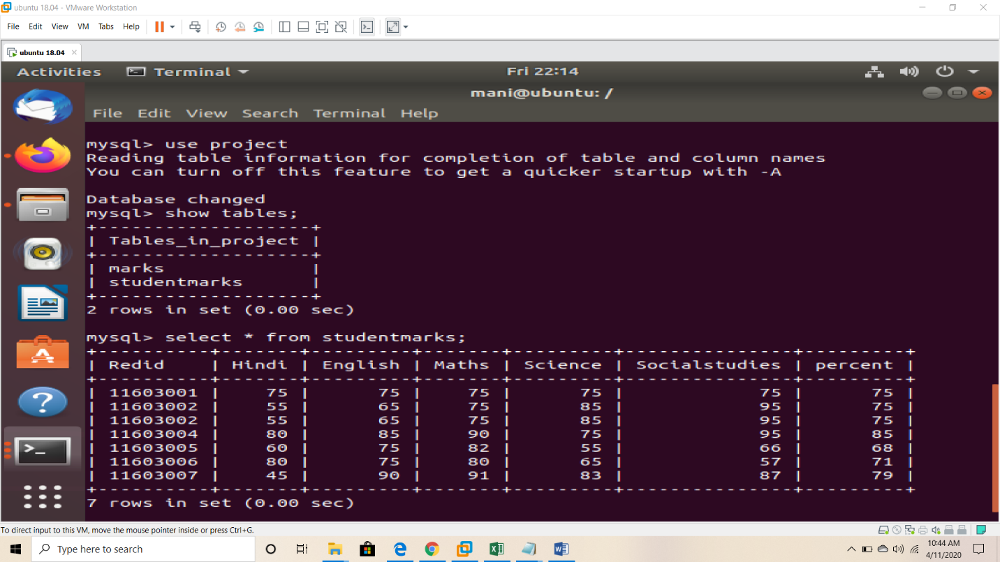 ubuntu 18.04 - VMware Workstation
File Edit View VM Tabs Help
ubuntu 18.04
Activities Terminal Fri 22:14
mani@ubuntu: /
File Edit View Search Terminal Help
mysql> use project
Reading table information for completion of table and column names
You can turn off this feature to get a quicker startup with -A
Database changed
mysql> show tables;
+--------------------+
| Tables_in_project |
+--------------------+
| marks |
| studentmarks |
+--------------------+
2 rows in set (0.00 sec)
mysql> select * from studentmarks;
+----------+-------+---------+-------+---------+---------------+---------+
| Redid | Hindi | English | Maths | Science | Socialstudies | percent |
+----------+-------+---------+-------+---------+---------------+---------+
| 11603001 | 75 | 75 | 75 | 75 | 75 | 75 |
| 11603002 | 55 | 65 | 75 | 85 | 95 | 75 |
| 11603002 | 55 | 65 | 75 | 85 | 95 | 75 |
| 11603004 | 80 | 85 | 90 | 75 | 95 | 85 |
| 11603005 | 60 | 75 | 82 | 55 | 66 | 68 |
| 11603006 | 80 | 75 | 80 | 65 | 57 | 71 |
| 11603007 | 45 | 90 | 91 | 83 | 87 | 79 |
+----------+-------+---------+-------+---------+---------------+---------+
7 rows in set (0.00 sec)
To direct input to this VM, move the mouse pointer inside or press Ctrl+G.
Type here to search
10:44 AM
4/11/2020